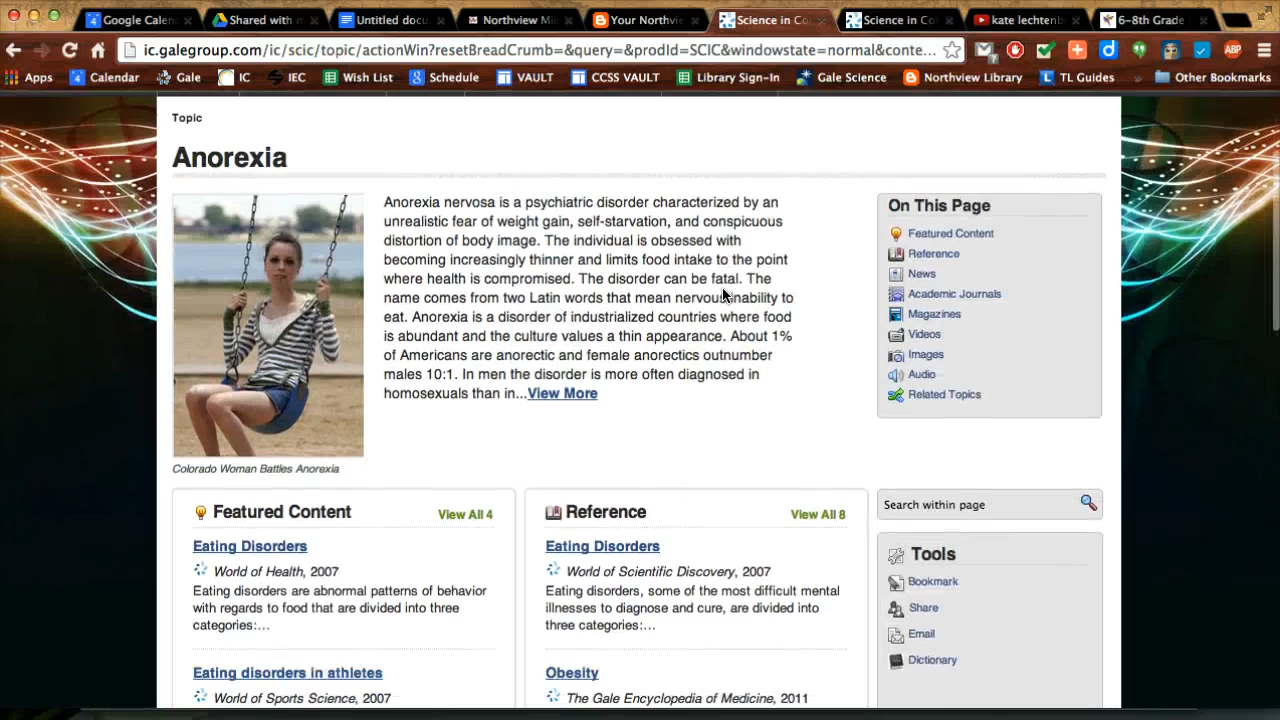 Google Calen
Shared with m
Untitled docu
Northview Mi
Your Northvi
Science in Co
Science in Co
kate lechtenb
6-8th Grade
ic.galegroup.com/ic/scic/topic/actionWin?resetBreadCrumb=&query=&prodId=SCIC&windowstate=normal&conte...
ABP
Apps
Calendar
Gale
IC
IEC
Wish List
Schedule
VAULT
CCSS VAULT
Library Sign-In
Gale Science
Northview Library
TL Guides
Other Bookmarks
Topic
Anorexia
Anorexia nervosa is a psychiatric disorder characterized by an
unrealistic fear of weight gain, self-starvation, and conspicuous
distortion of body image. The individual is obsessed with
becoming increasingly thinner and limits food intake to the point
where health is compromised. The disorder can be fatal. The
name comes from two Latin words that mean nervous inability to
eat. Anorexia is a disorder of industrialized countries where food
is abundant and the culture values a thin appearance. About 1%
of Americans are anorectic and female anorectics outnumber
males 10:1. In men the disorder is more often diagnosed in
homosexuals than in...View More
Colorado Woman Battles Anorexia
On This Page
Featured Content
Reference
News
Academic Journals
Magazines
Videos
Images
Audio
Related Topics
Featured Content
View All 4
Eating Disorders
World of Health, 2007
Eating disorders are abnormal patterns of behavior
with regards to food that are divided into three
categories:...
Eating disorders in athletes
World of Sports Science, 2007
Reference
View All 8
Eating Disorders
World of Scientific Discovery, 2007
Eating disorders, some of the most difficult mental
illnesses to diagnose and cure, are divided into
three categories:...
Obesity
The Gale Encyclopedia of Medicine, 2011
Search within page
Tools
Bookmark
Share
Email
Dictionary